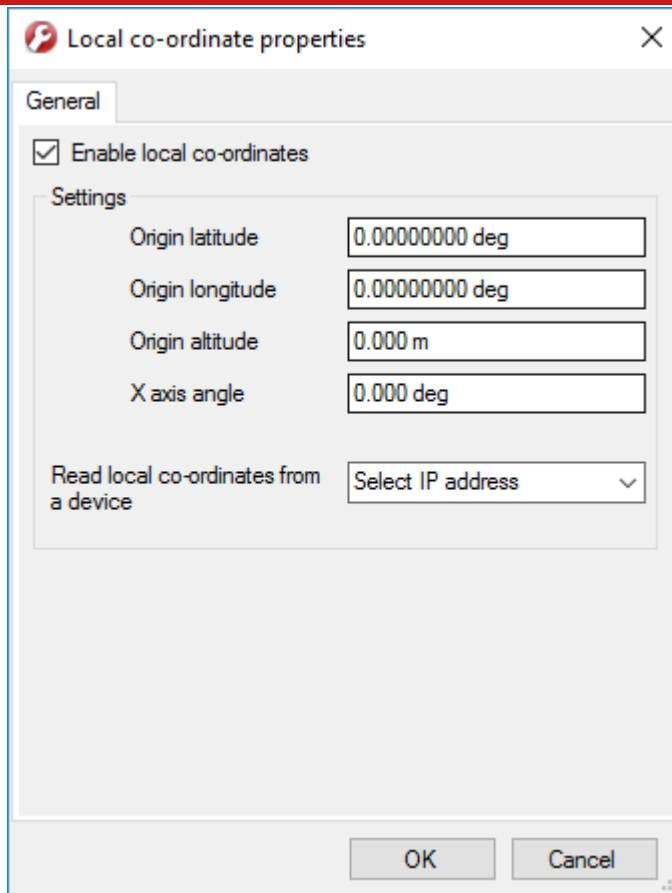 Local co-ordinate properties
General
Enable local co-ordinates
Settings
Origin latitude 0.00000000 deg
Origin longitude 0.00000000 deg
Origin altitude 0.000 m
X axis angle 0.000 deg
Read local co-ordinates from
a device
Select IP address
OK Cancel